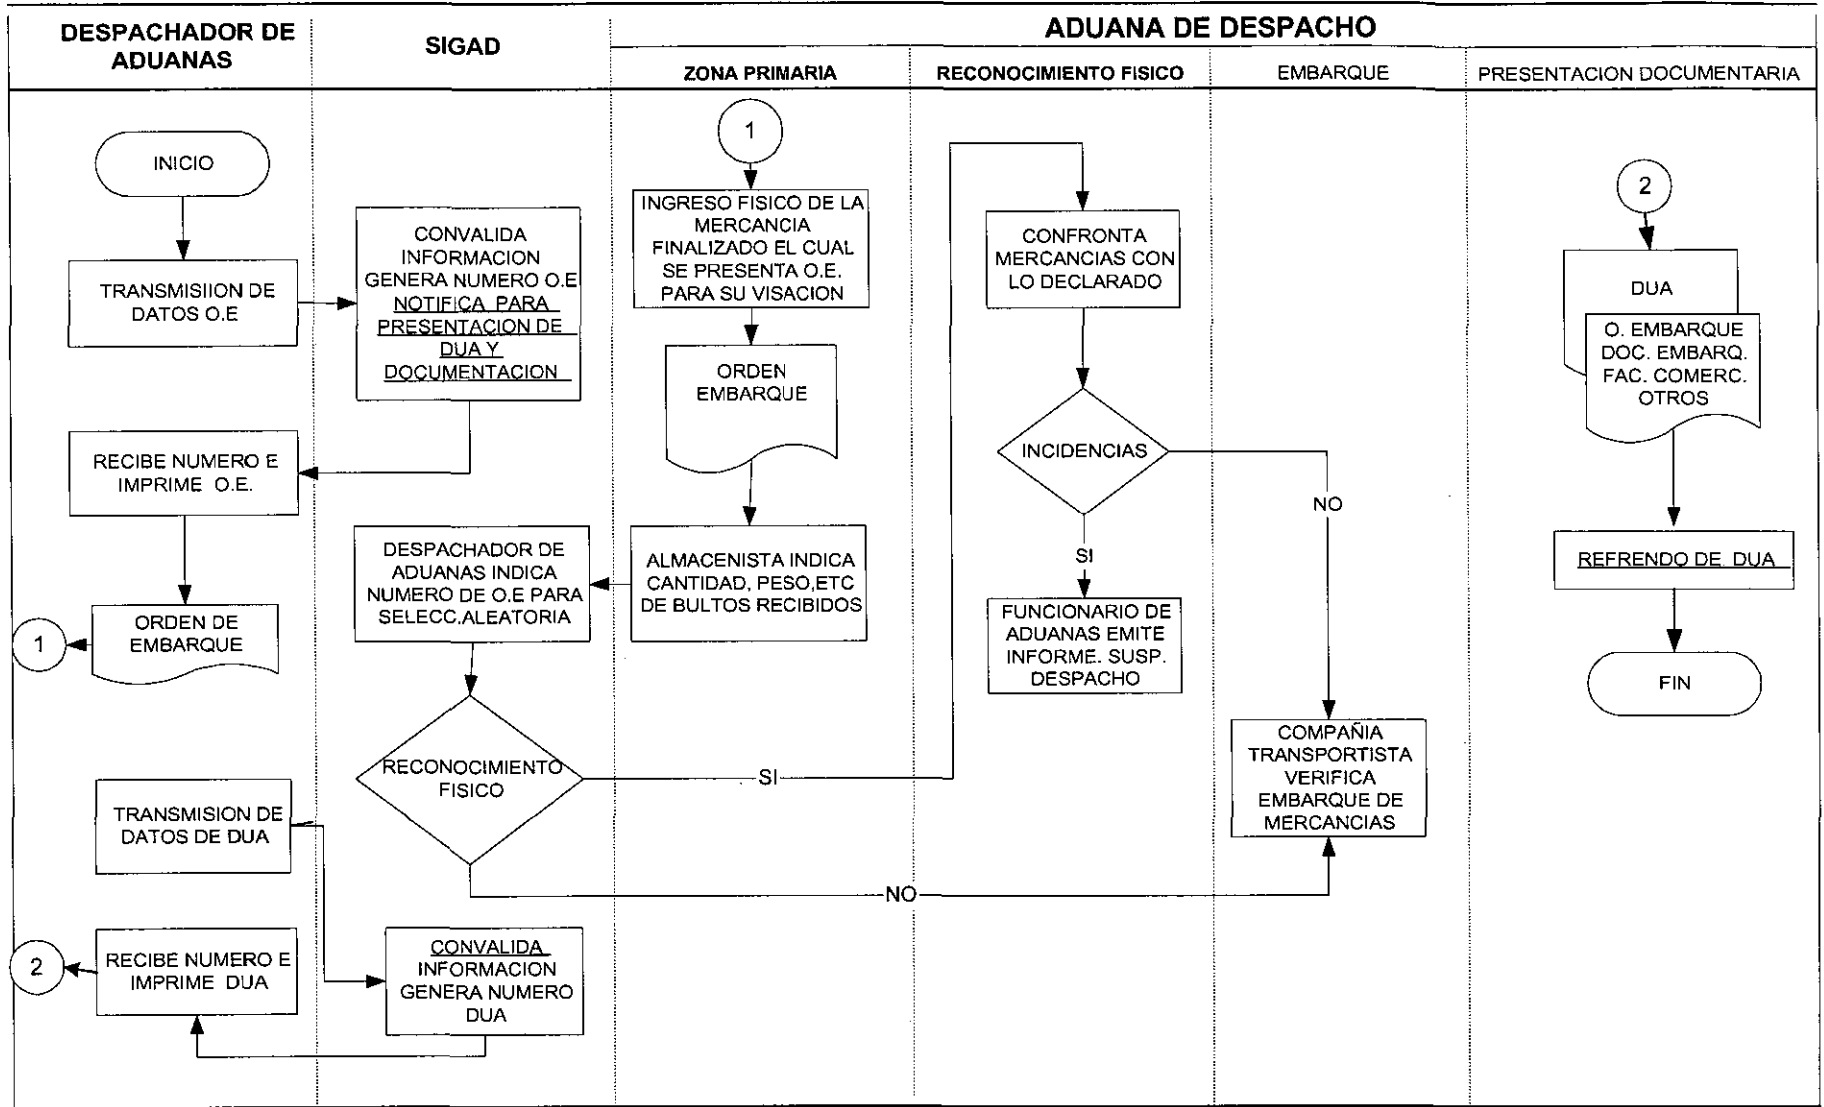 DESPACHADOR DE
ADUANAS
SIGAD
ADUANA DE DESPACHO
ZONA PRIMARIA
RECONOCIMIENTO FISICO
EMBARQUE
PRESENTACION DOCUMENTARIA
INICIO
TRANSMISIION DE
DATOS O.E
RECIBE NUMERO E
IMPRIME O.E.
ORDEN DE
EMBARQUE
1
TRANSMISION DE
DATOS DE DUA
RECIBE NUMERO E
IMPRIME DUA
2
CONVALIDA
INFORMACION
GENERA NUMERO O.E
NOTIFICA PARA
PRESENTACION DE
DUA Y
DOCUMENTACION
DESPACHADOR DE
ADUANAS INDICA
NUMERO DE O.E PARA
SELECC.ALEATORIA
RECONOCIMIENTO
FISICO
SI
NO
CONVALIDA
INFORMACION
GENERA NUMERO
DUA
1
INGRESO FISICO DE LA
MERCANCIA
FINALIZADO EL CUAL
SE PRESENTA O.E.
PARA SU VISACION
ORDEN
EMBARQUE
ALMACENISTA INDICA
CANTIDAD, PESO,ETC
DE BULTOS RECIBIDOS
CONFRONTA
MERCANCIAS CON
LO DECLARADO
INCIDENCIAS
SI
NO
FUNCIONARIO DE
ADUANAS EMITE
INFORME. SUSP.
DESPACHO
COMPAÑIA
TRANSPORTISTA
VERIFICA
EMBARQUE DE
MERCANCIAS
2
DUA
O. EMBARQUE
DOC. EMBARQ.
FAC. COMERC.
OTROS
REFRENDO DE. DUA
FIN